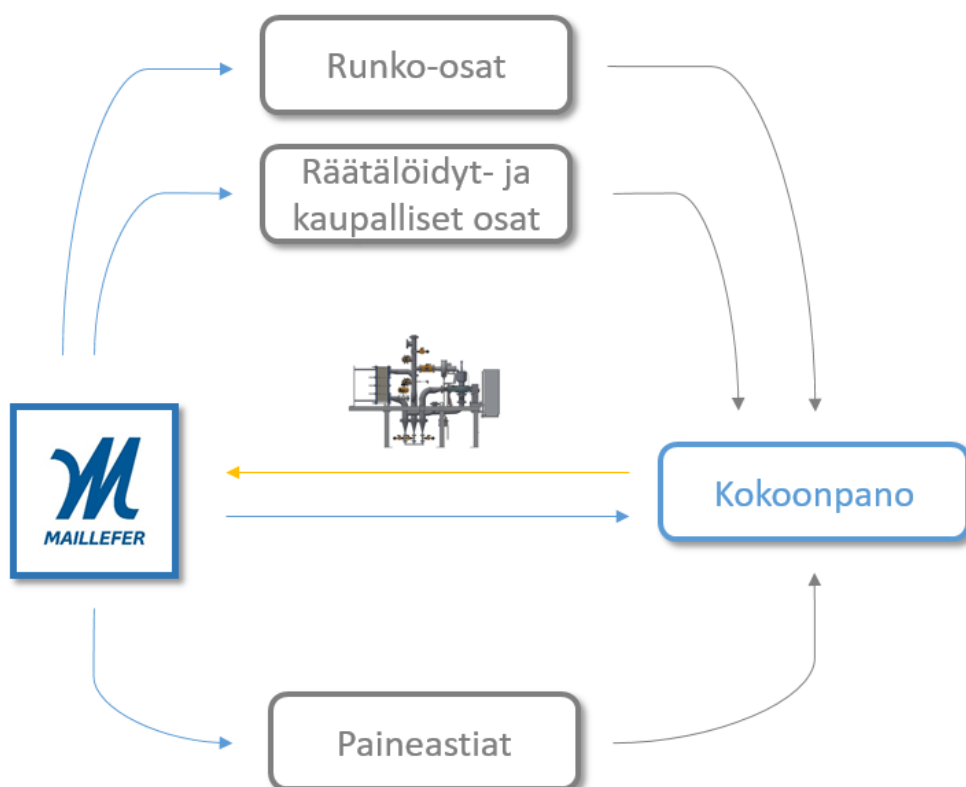 Runko-osat
Räätälöidyt- ja
kaupalliset osat
MAILLEFER
Kokoonpano
Paineastiat